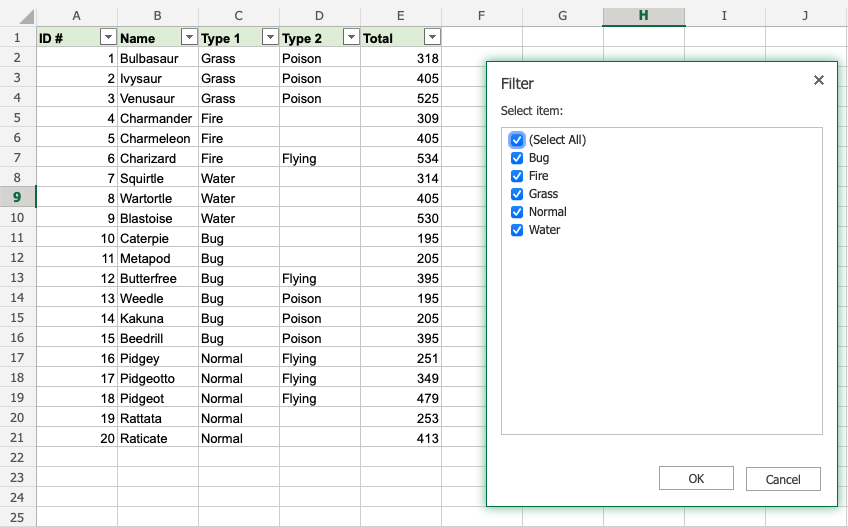 A B C D E F G H I J
1 ID # Name Type 1 Type 2 Total
2 1 Bulbasaur Grass Poison 318
3 2 Ivysaur Grass Poison 405
4 3 Venusaur Grass Poison 525
5 4 Charmander Fire 309
6 5 Charmeleon Fire 405
7 6 Charizard Fire Flying 534
8 7 Squirtle Water 314
9 8 Wartortle Water 405
10 9 Blastoise Water 530
11 10 Caterpie Bug 195
12 11 Metapod Bug 205
13 12 Butterfree Bug Flying 395
14 13 Weedle Bug Poison 195
15 14 Kakuna Bug Poison 205
16 15 Beedrill Bug Poison 395
17 16 Pidgey Normal Flying 251
18 17 Pidgeotto Normal Flying 349
19 18 Pidgeot Normal Flying 479
20 19 Rattata Normal 253
21 20 Raticate Normal 413
22
23
24
25
Filter
Select item:
(Select All)
Bug
Fire
Grass
Normal
Water
OK Cancel